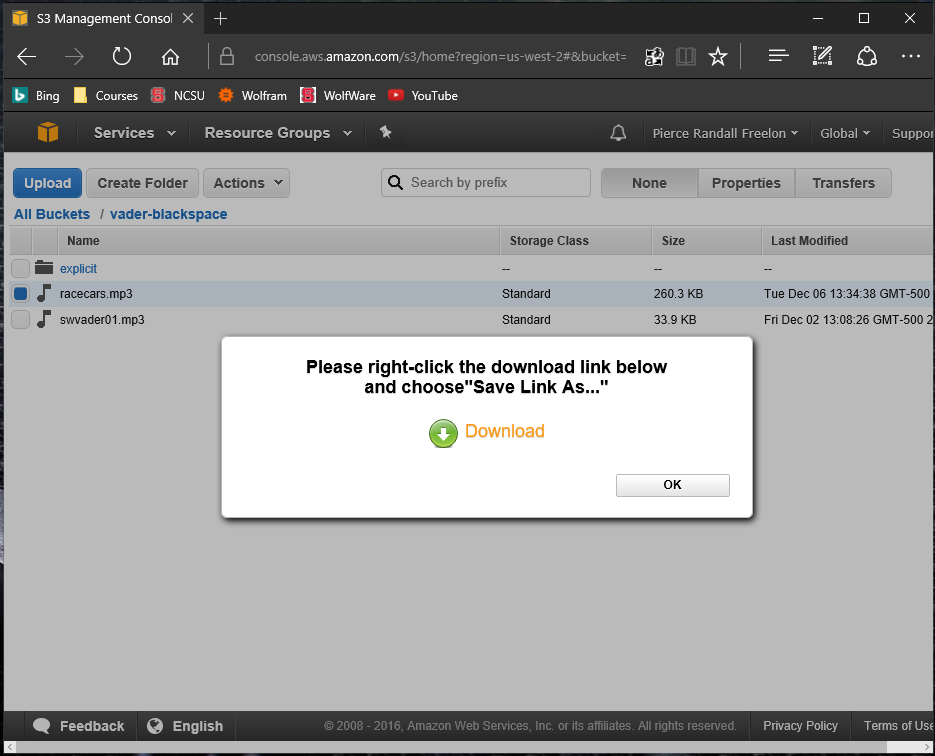 S3 Management Consol
console.aws.amazon.com/s3/home?region=us-west-2#&bucket=
Bing Courses NCSU Wolfram WolfWare YouTube
Services Resource Groups Pierce Randall Freelon Global Suppor
Upload Create Folder Actions Search by prefix None Properties Transfers
All Buckets / vader-blackspace
Name Storage Class Size Last Modified
explicit -- -- --
racecars.mp3 Standard 260.3 KB Tue Dec 06 13:34:38 GMT-500
swvader01.mp3 Standard 33.9 KB Fri Dec 02 13:08:26 GMT-500 2
Please right-click the download link below
and choose"Save Link As..."
Download
OK
Feedback English © 2008 - 2016, Amazon Web Services, Inc. or its affiliates. All rights reserved. Privacy Policy Terms of Use